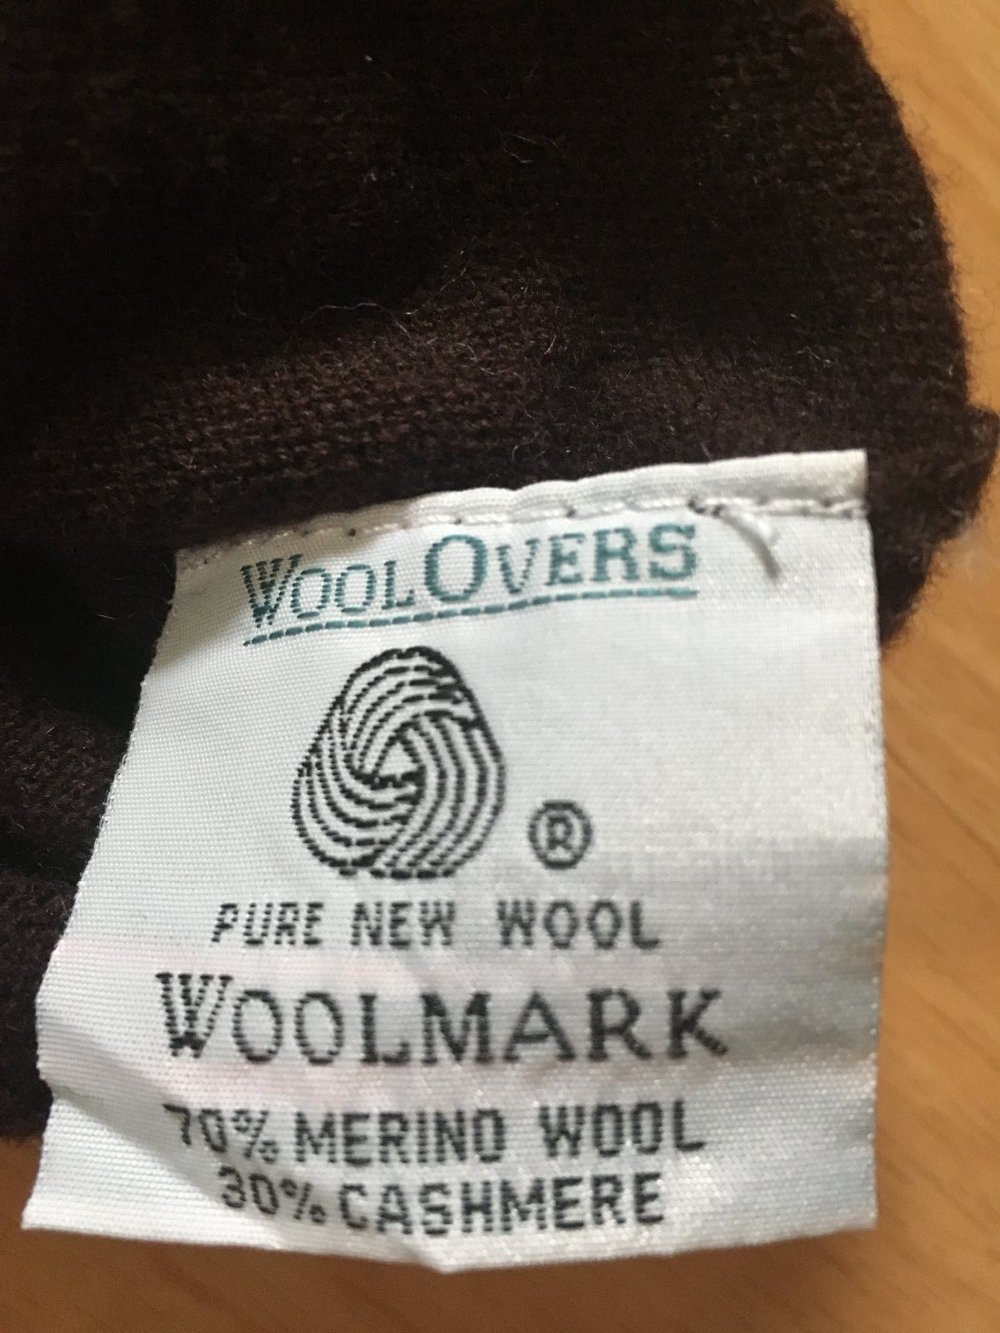 WOOLOVERS
®
PURE NEW WOOL
WOOLMARK
70% MERINO WOOL
30% CASHMERE